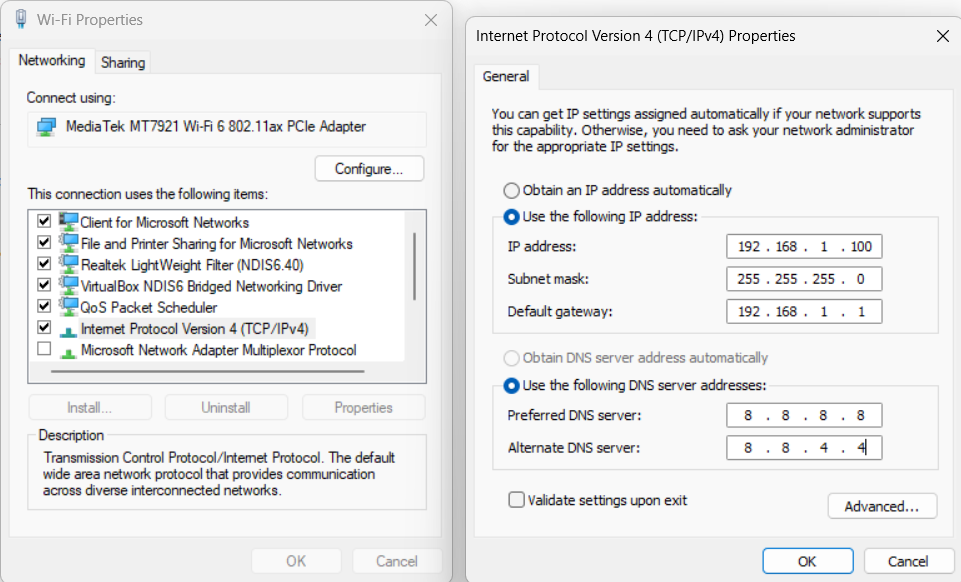 Wi-Fi Properties
Networking
Sharing
Connect using:
MediaTek MT7921 Wi-Fi 6 802.11ax PCIe Adapter
Configure...
This connection uses the following items:
Client for Microsoft Networks
File and Printer Sharing for Microsoft Networks
Realtek LightWeight Filter (NDIS6.40)
VirtualBox NDIS6 Bridged Networking Driver
QoS Packet Scheduler
Internet Protocol Version 4 (TCP/IPv4)
Microsoft Network Adapter Multiplexor Protocol
Install...
Uninstall
Properties
Description
Transmission Control Protocol/Internet Protocol. The default
wide area network protocol that provides communication
across diverse interconnected networks.
OK
Cancel
Internet Protocol Version 4 (TCP/IPv4) Properties
General
You can get IP settings assigned automatically if your network supports
this capability. Otherwise, you need to ask your network administrator
for the appropriate IP settings.
Obtain an IP address automatically
Use the following IP address:
IP address: 192 . 168 . 1 . 100
Subnet mask: 255 . 255 . 255 . 0
Default gateway: 192 . 168 . 1 . 1
Obtain DNS server address automatically
Use the following DNS server addresses:
Preferred DNS server: 8 . 8 . 8 . 8
Alternate DNS server: 8 . 8 . 4 . 4
Validate settings upon exit
Advanced...
OK
Cancel